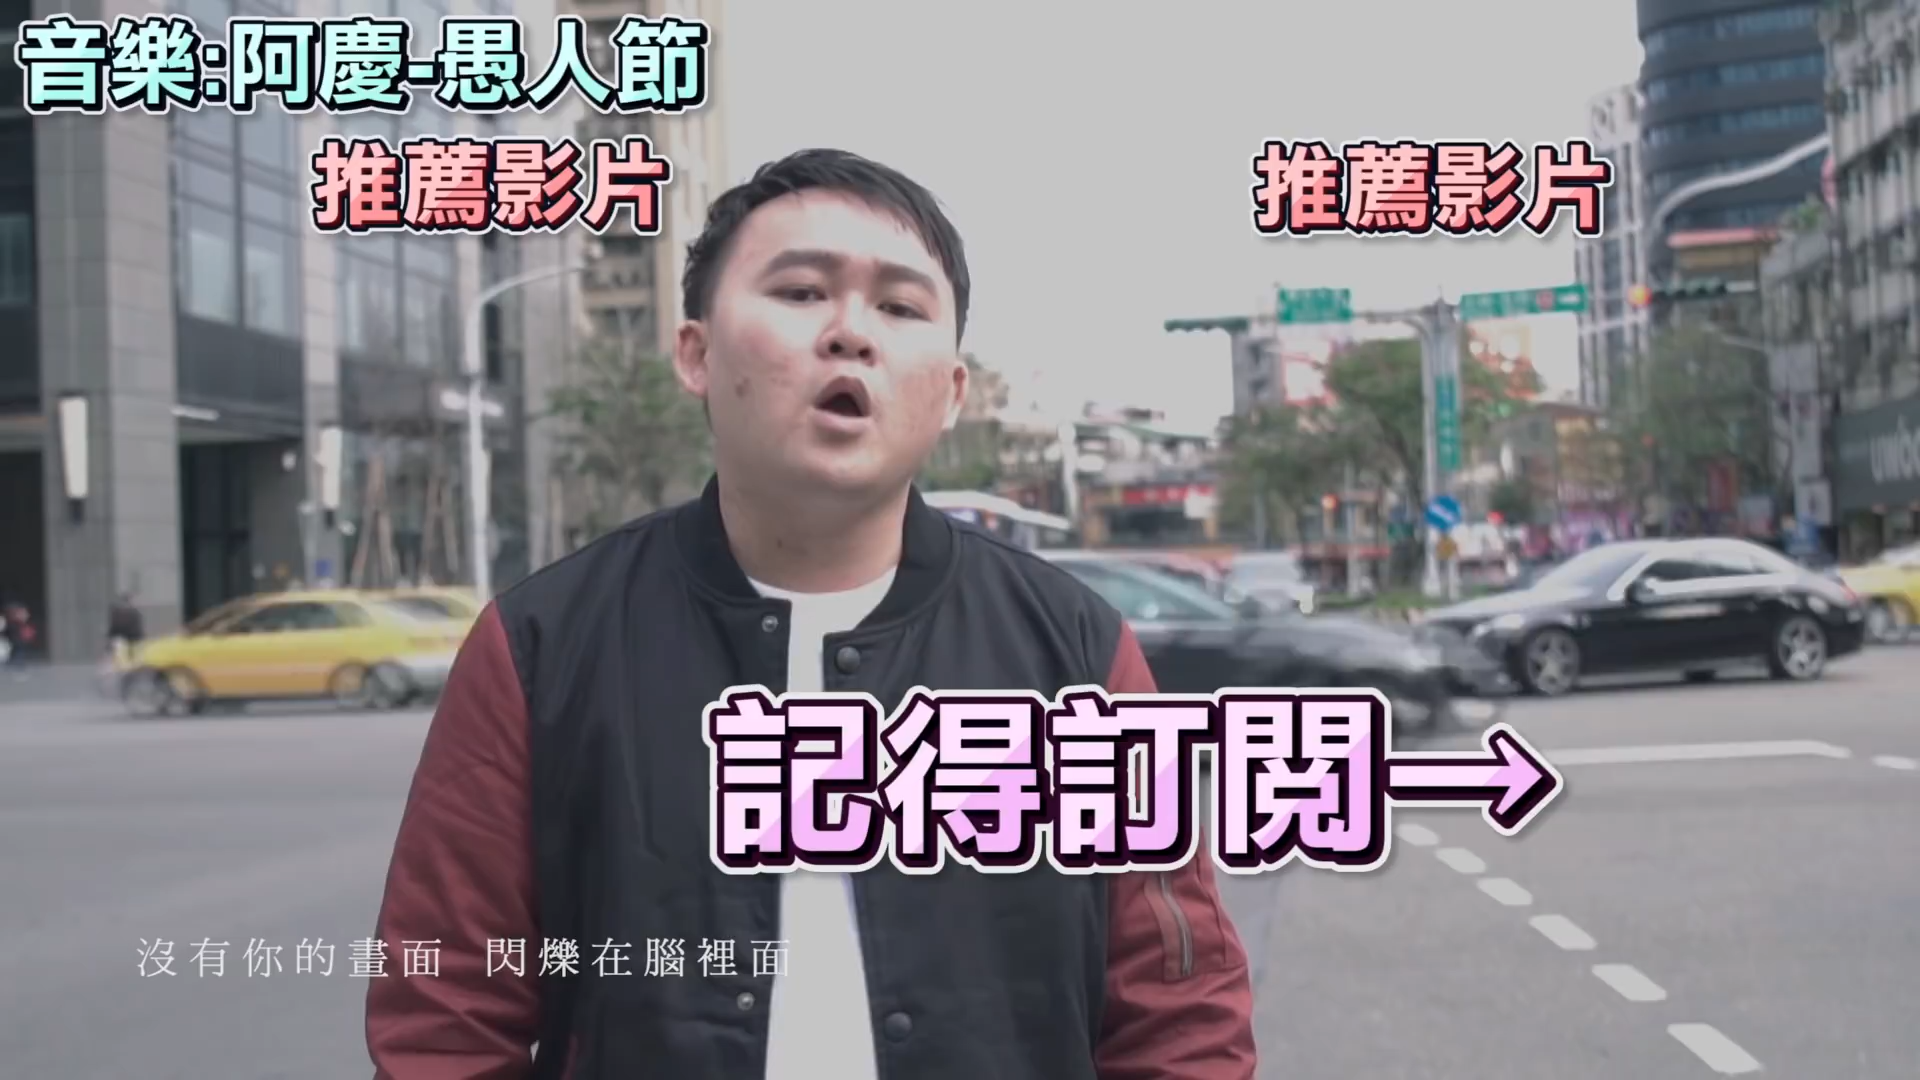 音樂:阿慶-愚人節
推薦影片
推薦影片
記得訂閱→
沒有你的畫面 閃爍在腦裡面